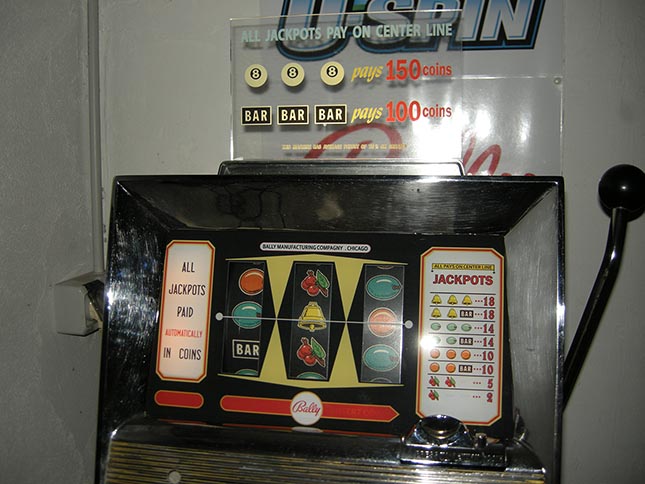 U-SPIN
ALL JACKPOTS PAY ON CENTER LINE
8 8 8 pays 150 coins
BAR BAR BAR pays 100 coins
BALLY MANUFACTURING COMPAGNY . CHICAGO
ALL
JACKPOTS
PAID
AUTOMATICALLY
IN COINS
BAR
ALL PAYS ON CENTER LINE
JACKPOTS
18
BAR 18
14
BAR 14
10
BAR 10
5
2
Bally